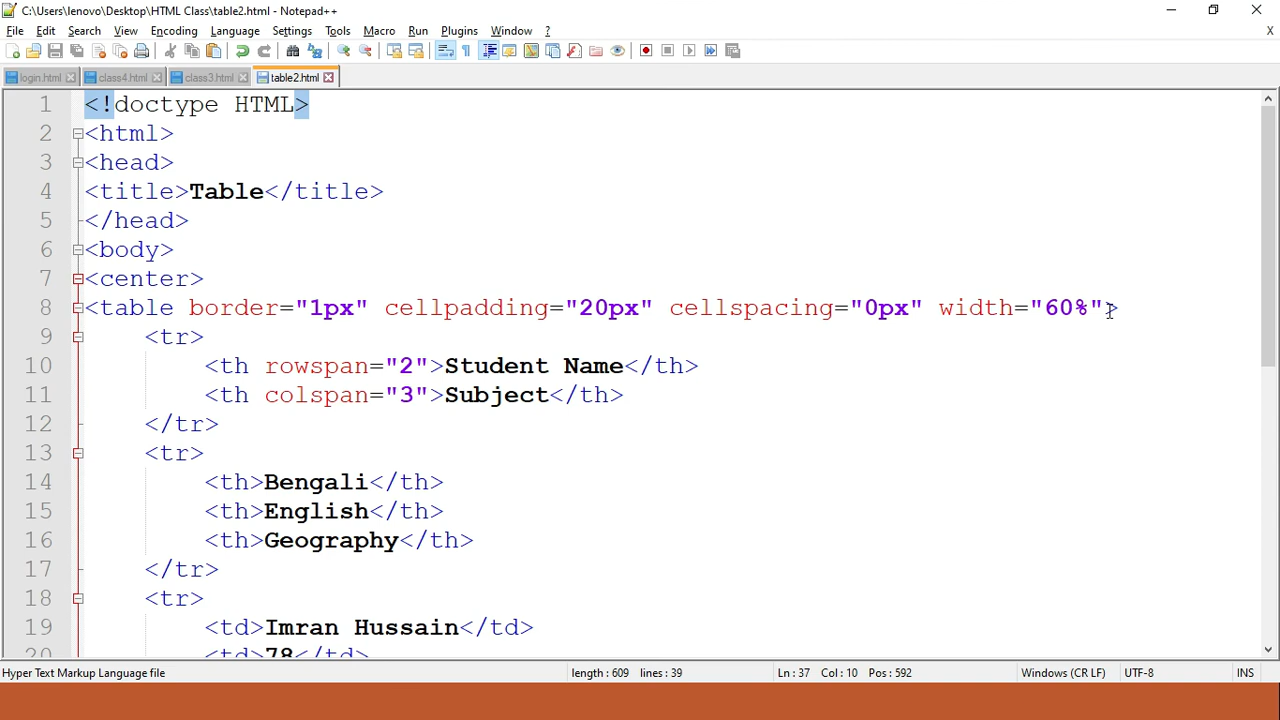 C:\Users\lenovo\Desktop\HTML Class\table2.html - Notepad++
File Edit Search View Encoding Language Settings Tools Macro Run Plugins Window ? X
login.html class4.html class3.html table2.html
1 <!doctype HTML>
2 <html>
3 <head>
4 <title>Table</title>
5 </head>
6 <body>
7 <center>
8 <table border="1px" cellpadding="20px" cellspacing="0px" width="60%">
9 <tr>
10 <th rowspan="2">Student Name</th>
11 <th colspan="3">Subject</th>
12 </tr>
13 <tr>
14 <th>Bengali</th>
15 <th>English</th>
16 <th>Geography</th>
17 </tr>
18 <tr>
19 <td>Imran Hussain</td>
20 <td>78</td>
Hyper Text Markup Language file length : 609 lines : 39 Ln : 37 Col : 10 Pos : 592 Windows (CR LF) UTF-8 INS